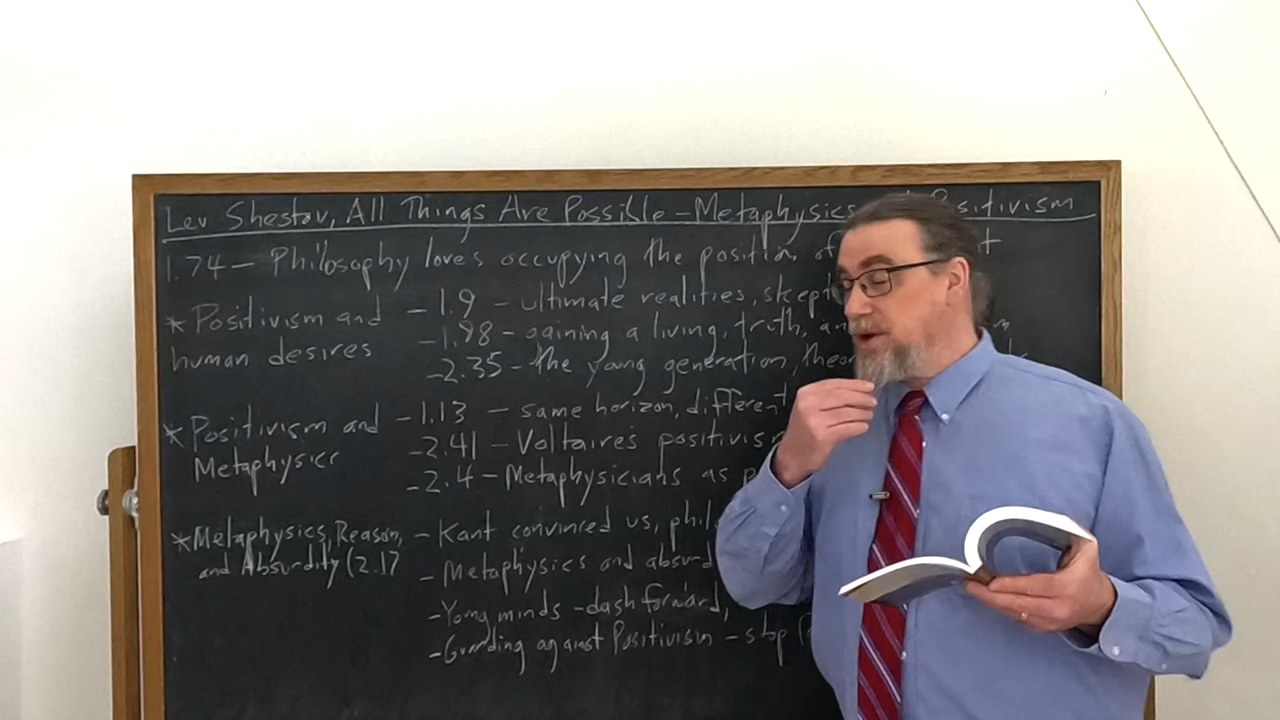 Lev Shestov, All Things Are Possible - Metaphysics Positivism
1.74 - Philosophy loves occupying the position of
* Positivism and human desires
- 1.9 - ultimate realities, skept
- 1.98 - gaining a living, truth, an
- 2.35 - the young generation, theor
* Positivism and Metaphysics
- 1.13 - same horizon, different
- 2.41 - Voltaire's positivism
- 2.4 - Metaphysicians as p
* Metaphysics, Reason, and Absurdity (2.17
- Kant convinced us, philo
- Metaphysics and absurd
- Young minds - dash forward,
- Guarding against Positivism - stop